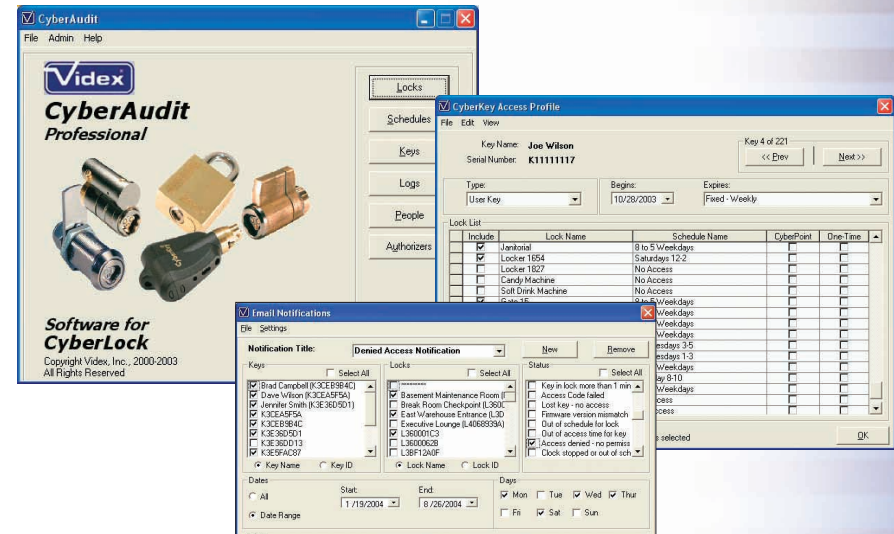 CyberAudit
File Admin Help
Videx
CyberAudit
Professional
CyberKey
Software for
CyberLock
Copyright Videx, Inc., 2000-2003
All Rights Reserved
Locks
Schedules
Keys
Logs
People
Authorizers
CyberKey Access Profile
File Edit View
Key Name: Joe Wilson
Serial Number: K11111117
Key 4 of 221
<< Prev Next >>
Type: Begins: Expires:
User Key 10/28/2003 Fixed - Weekly
Lock List
Include Lock Name Schedule Name CyberPoint One-Time
Janitorial 8 to 5 Weekdays
Locker 1654 Saturdays 12-2
Locker 1827 No Access
Candy Machine No Access
Soft Drink Machine No Access
Gate 15 8 to 5 Weekdays
Weekdays
Weekdays
Weekdays
esdays 3-5
esdays 1-3
Weekdays
ay 8-10
Weekdays
cess
ccess
s selected
OK
Email Notifications
File Settings
Notification Title: Denied Access Notification New Remove
Keys
Select All
Brad Campbell (K3CEB9B4C)
Dave Wilson (K3CEA5F5A)
Jennifer Smith (K3E36D5D1)
K3CEA5F5A
K3CEB9B4C
K3E36D5D1
K3E36DD13
K3E5FAC87
Key Name Key ID
Locks
Select All
********
Basement Maintenance Room (
Break Room Checkpoint (L360C
East Warehouse Entrance (L3D
Executive Lounge (L4068939A)
L360001C3
L3600062B
L3BF12A0F
Lock Name Lock ID
Status
Select All
Key in lock more than 1 min
Access Code failed
Lost key - no access
Firmware version mismatch
Out of schedule for lock
Out of access time for key
Access denied - no permiss
Clock stopped or out of sch
Dates
All
Date Range
Start: End:
1/19/2004 8/26/2004
Days
Mon Tue Wed Thur
Fri Sat Sun